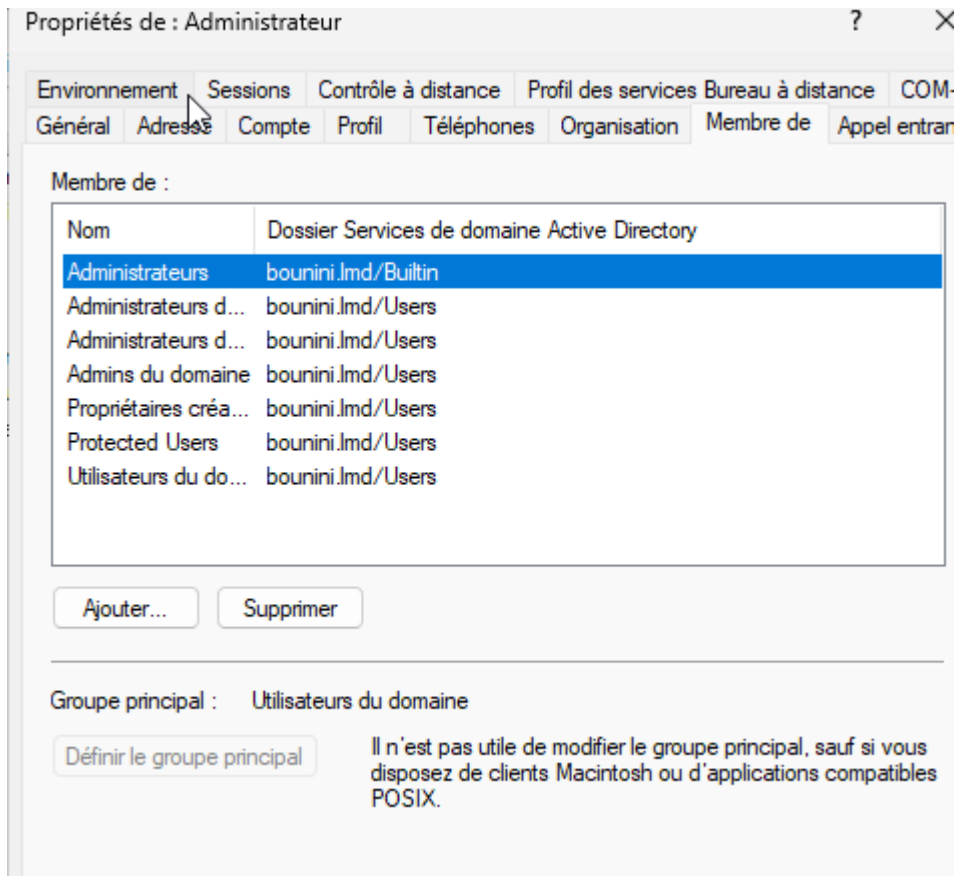 Propriétés de : Administrateur ? ×
Environnement Sessions Contrôle à distance Profil des services Bureau à distance COM-
Général Adresse Compte Profil Téléphones Organisation Membre de Appel entran
Membre de :
Nom Dossier Services de domaine Active Directory
Administrateurs bounini.lmd/Builtin
Administrateurs d... bounini.lmd/Users
Administrateurs d... bounini.lmd/Users
Admins du domaine bounini.lmd/Users
Propriétaires créa... bounini.lmd/Users
Protected Users bounini.lmd/Users
Utilisateurs du do... bounini.lmd/Users
Ajouter... Supprimer
Groupe principal : Utilisateurs du domaine
Définir le groupe principal
Il n'est pas utile de modifier le groupe principal, sauf si vous
disposez de clients Macintosh ou d'applications compatibles
POSIX.